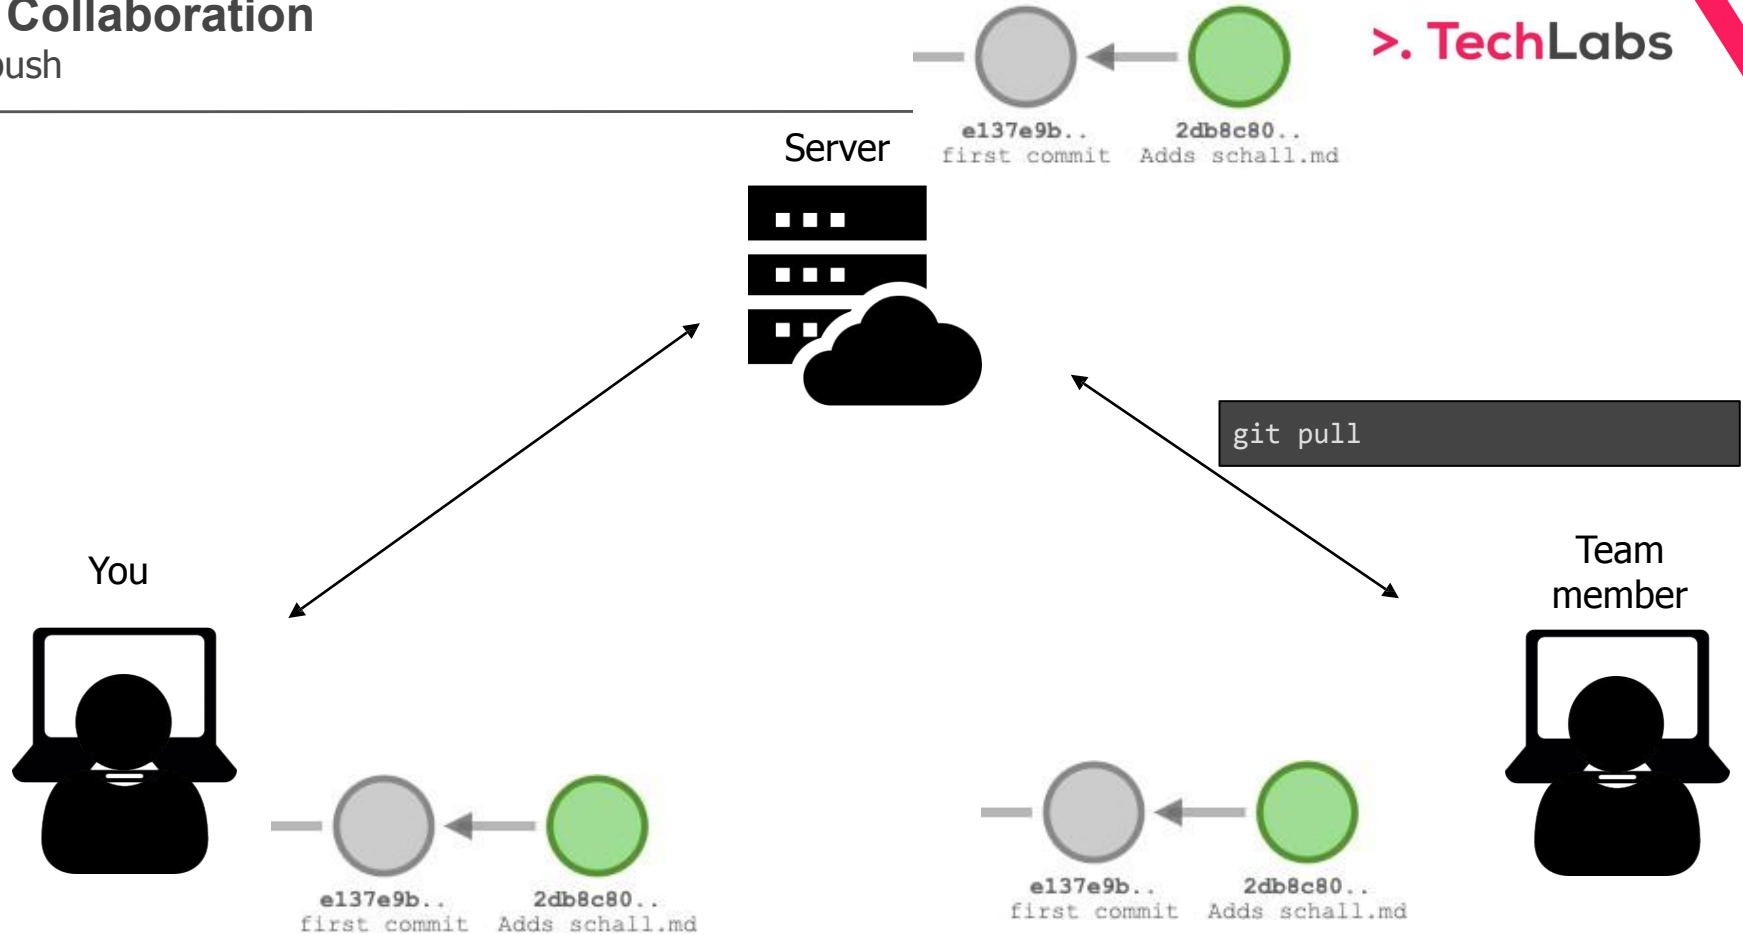 Collaboration
push
>. TechLabs
e137e9b.. 2db8c80..
first commit Adds schall.md
Server
git pull
You
Team
member
e137e9b.. 2db8c80..
first commit Adds schall.md
e137e9b.. 2db8c80..
first commit Adds schall.md